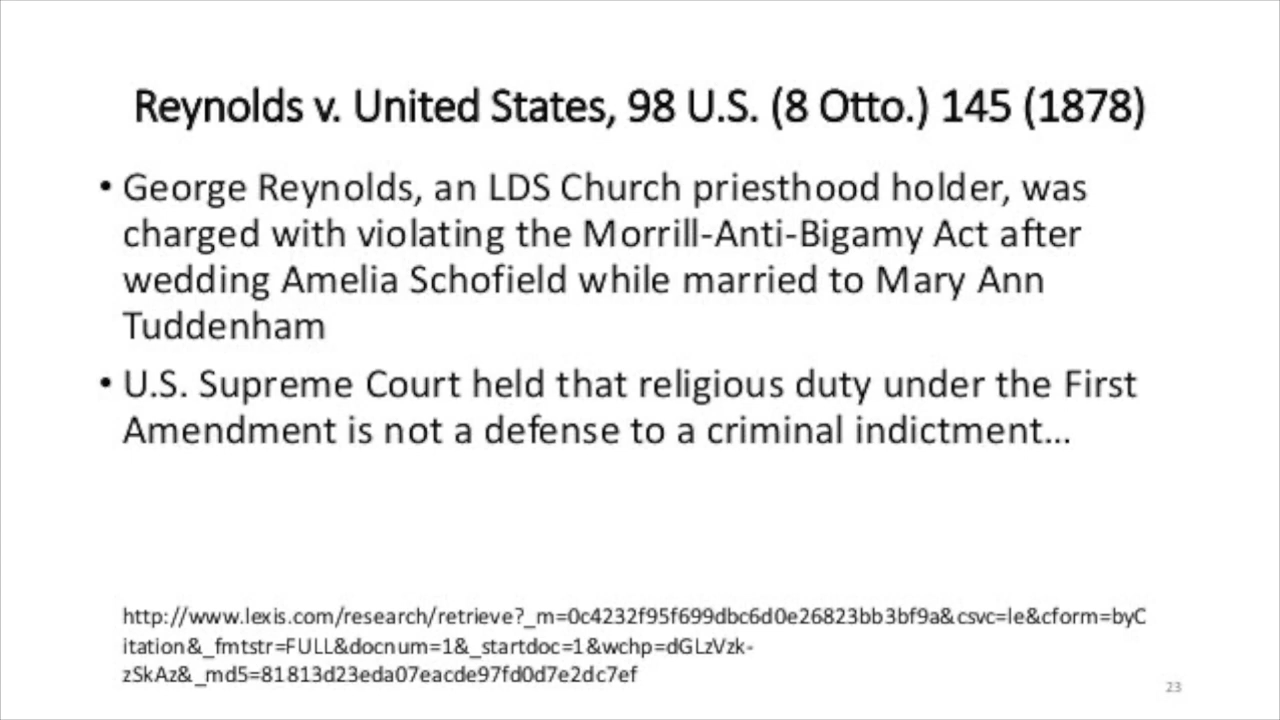 Reynolds v. United States, 98 U.S. (8 Otto.) 145 (1878)
• George Reynolds, an LDS Church priesthood holder, was
charged with violating the Morrill-Anti-Bigamy Act after
wedding Amelia Schofield while married to Mary Ann
Tuddenham
• U.S. Supreme Court held that religious duty under the First
Amendment is not a defense to a criminal indictment…
http://www.lexis.com/research/retrieve?_m=0c4232f95f699dbc6d0e26823bb3bf9a&csvc=le&cform=byC
itation&_fmtstr=FULL&docnum=1&_startdoc=1&wchp=dGLzVzk-
zSkAz&_md5=81813d23eda07eacde97fd0d7e2dc7ef
23